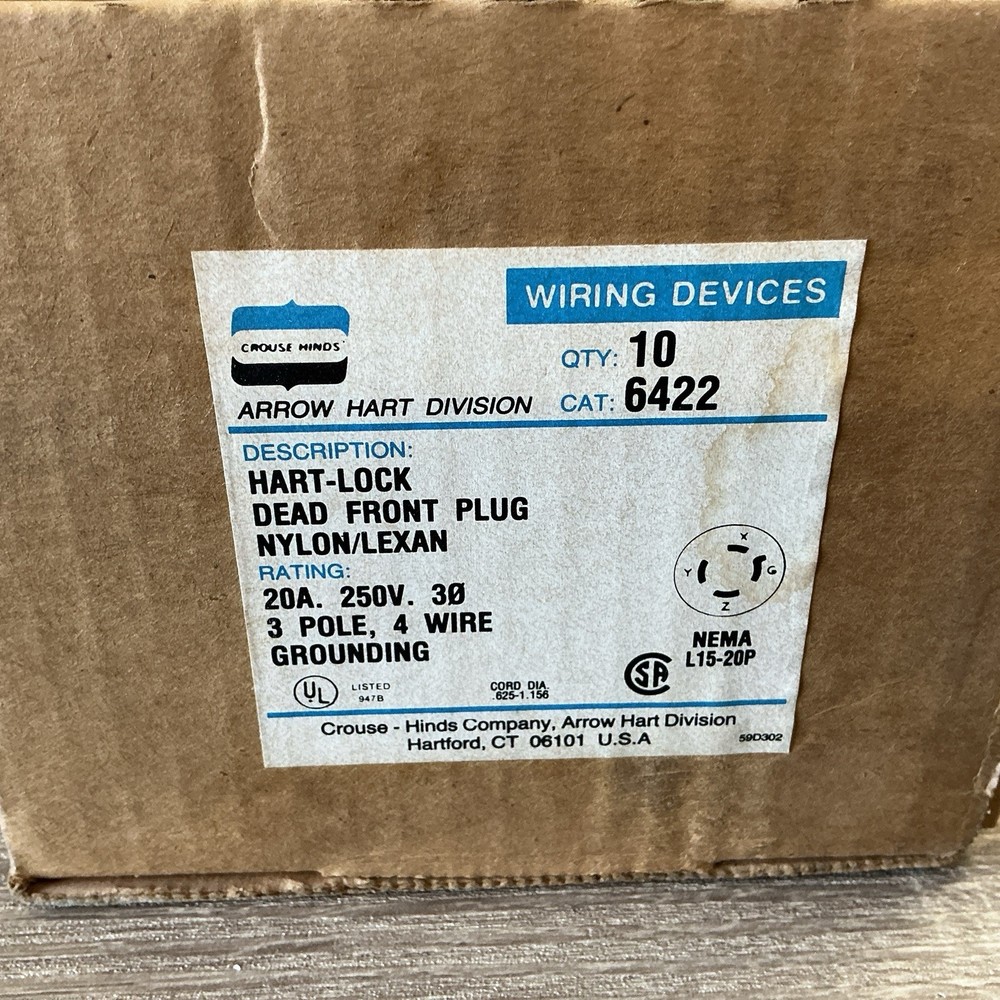 WIRING DEVICES
CROUSE HINDS
QTY: 10
ARROW HART DIVISION CAT: 6422
DESCRIPTION:
HART-LOCK
DEAD FRONT PLUG
NYLON/LEXAN
RATING:
20A. 250V. 3Ø
3 POLE, 4 WIRE
GROUNDING
X
Y G
Z
NEMA
L15-20P
UL LISTED
947B
CORD DIA.
.625-1.156
SA
Crouse - Hinds Company, Arrow Hart Division
Hartford, CT 06101 U.S.A
59D302